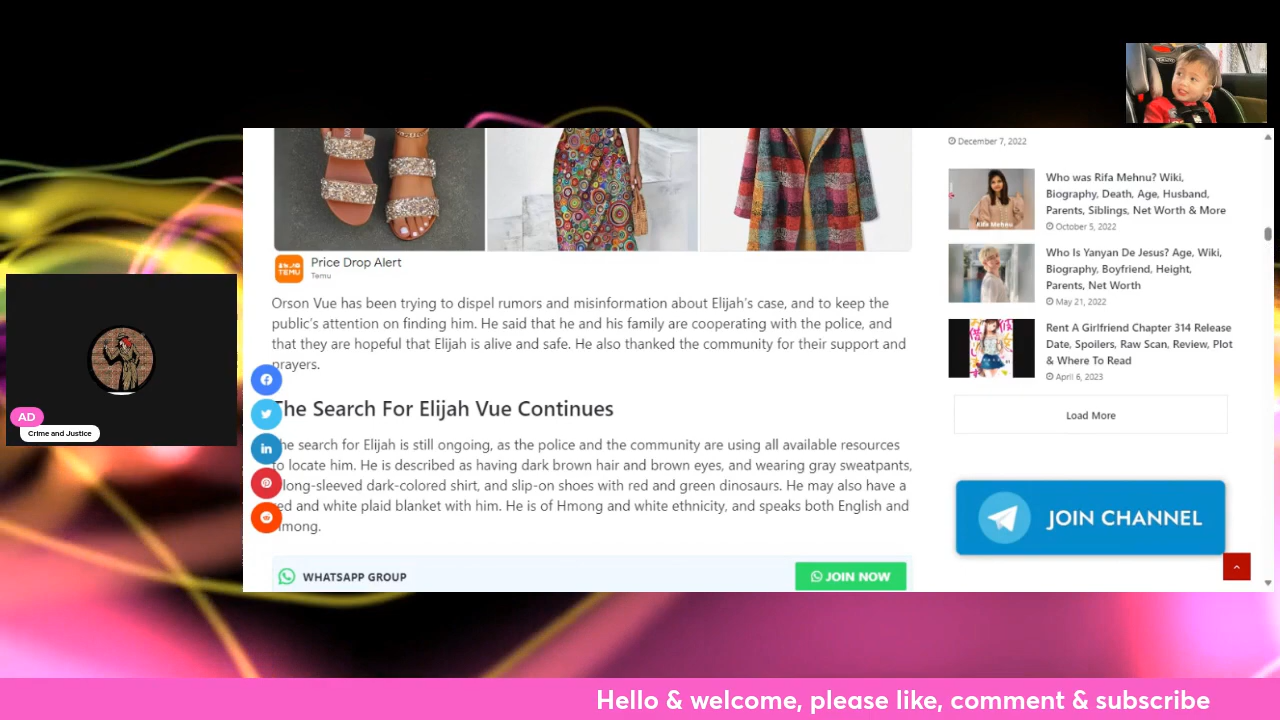 December 7, 2022
Who was Rifa Mehnu? Wiki,
Biography, Death, Age, Husband,
Parents, Siblings, Net Worth & More
October 5, 2022
Rifa Mehnu
Who Is Yanyan De Jesus? Age, Wiki,
Biography, Boyfriend, Height,
Parents, Net Worth
May 21, 2022
Rent A Girlfriend Chapter 314 Release
Date, Spoilers, Raw Scan, Review, Plot
& Where To Read
April 6, 2023
Load More
JOIN CHANNEL
TEMU
Price Drop Alert
Temu
Orson Vue has been trying to dispel rumors and misinformation about Elijah's case, and to keep the
public's attention on finding him. He said that he and his family are cooperating with the police, and
that they are hopeful that Elijah is alive and safe. He also thanked the community for their support and
prayers.
The Search For Elijah Vue Continues
The search for Elijah is still ongoing, as the police and the community are using all available resources
to locate him. He is described as having dark brown hair and brown eyes, and wearing gray sweatpants,
long-sleeved dark-colored shirt, and slip-on shoes with red and green dinosaurs. He may also have a
red and white plaid blanket with him. He is of Hmong and white ethnicity, and speaks both English and
Hmong.
WHATSAPP GROUP
JOIN NOW
AD
Crime and Justice
Hello & welcome, please like, comment & subscribe